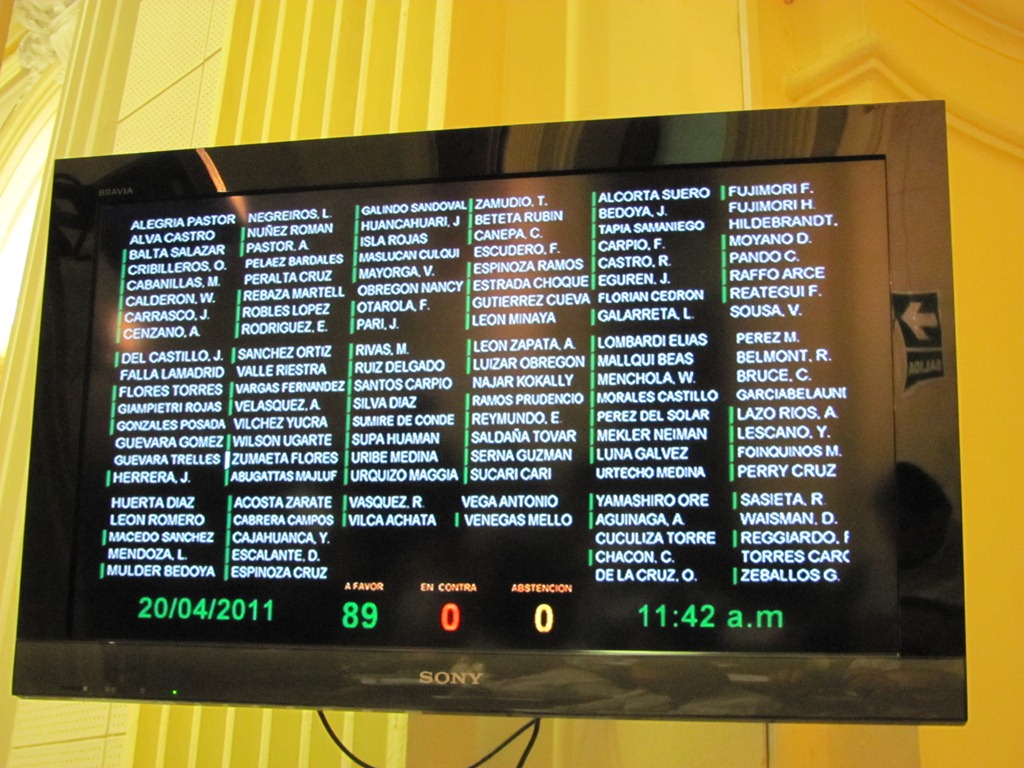 BRAVIA
ALEGRIA PASTOR NEGREIROS, L. GALINDO SANDOVAL ZAMUDIO, T. ALCORTA SUERO FUJIMORI F.
ALVA CASTRO NUÑEZ ROMAN HUANCAHUARI, J BETETA RUBIN BEDOYA, J. FUJIMORI H.
BALTA SALAZAR PASTOR, A. ISLA ROJAS CANEPA, C. TAPIA SAMANIEGO HILDEBRANDT.
CRIBILLEROS, O. PELAEZ BARDALES MASLUCAN CULQUI ESCUDERO, F. CARPIO, F. MOYANO D.
CABANILLAS, M. PERALTA CRUZ MAYORGA, V. ESPINOZA RAMOS CASTRO, R. PANDO C.
CALDERON, W. REBAZA MARTELL OBREGON NANCY ESTRADA CHOQUE EGUREN, J. RAFFO ARCE
CARRASCO, J. ROBLES LOPEZ OTAROLA, F. GUTIERREZ CUEVA FLORIAN CEDRON REATEGUI F.
CENZANO, A. RODRIGUEZ, E. PARI, J. LEON MINAYA GALARRETA, L. SOUSA, V.
DEL CASTILLO, J. SANCHEZ ORTIZ RIVAS, M. LEON ZAPATA, A. LOMBARDI ELIAS PEREZ M.
FALLA LAMADRID VALLE RIESTRA RUIZ DELGADO LUIZAR OBREGON MALLQUI BEAS BELMONT, R.
FLORES TORRES VARGAS FERNANDEZ SANTOS CARPIO NAJAR KOKALLY MENCHOLA, W. BRUCE, C.
GIAMPIETRI ROJAS VELASQUEZ, A. SILVA DIAZ RAMOS PRUDENCIO MORALES CASTILLO GARCIABELAUN
GONZALES POSADA VILCHEZ YUCRA SUMIRE DE CONDE REYMUNDO, E. PEREZ DEL SOLAR LAZO RIOS, A.
GUEVARA GOMEZ WILSON UGARTE SUPA HUAMAN SALDAÑA TOVAR MEKLER NEIMAN LESCANO, Y.
GUEVARA TRELLES ZUMAETA FLORES URIBE MEDINA SERNA GUZMAN LUNA GALVEZ FOINQUINOS M.
HERRERA, J. ABUGATTAS MAJLUF URQUIZO MAGGIA SUCARI CARI URTECHO MEDINA PERRY CRUZ
HUERTA DIAZ ACOSTA ZARATE VASQUEZ, R. VEGA ANTONIO YAMASHIRO ORE SASIETA, R
LEON ROMERO CABRERA CAMPOS VILCA ACHATA VENEGAS MELLO AGUINAGA, A. WAISMAN, D.
MACEDO SANCHEZ CAJAHUANCA, Y. CUCULIZA TORRE REGGIARDO, F
MENDOZA, L. ESCALANTE, D. CHACON, C. TORRES CARC
MULDER BEDOYA ESPINOZA CRUZ DE LA CRUZ, O. ZEBALLOS G.
A FAVOR EN CONTRA ABSTENCION
20/04/2011 89 0 0 11:42 a.m
SONY
SALIDA